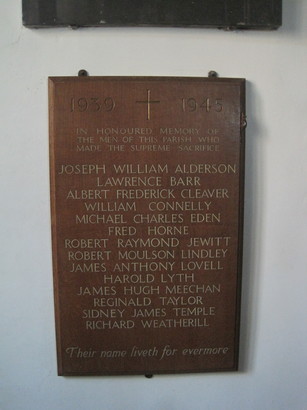 1939 1945
IN HONOURED MEMORY OF
THE MEN OF THIS PARISH WHO
MADE THE SUPREME SACRIFICE
JOSEPH WILLIAM ALDERSON
LAWRENCE BARR
ALBERT FREDERICK CLEAVER
WILLIAM CONNELLY
MICHAEL CHARLES EDEN
FRED HORNE
ROBERT RAYMOND JEWITT
ROBERT MOULSON LINDLEY
JAMES ANTHONY LOVELL
HAROLD LYTH
JAMES HUGH MEECHAN
REGINALD TAYLOR
SIDNEY JAMES TEMPLE
RICHARD WEATHERILL
Their name liveth for evermore